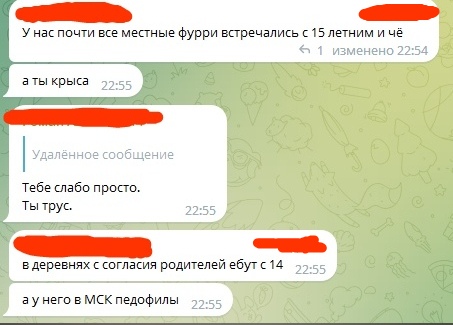 У нас почти все местные фурри встречались с 15 летним и чё
1 изменено 22:54
а ты крыса 22:55
Удалённое сообщение
Тебе слабо просто.
Ты трус. 22:55
в деревнях с согласия родителей ебут с 14 22:55
а у него в МСК педофилы 22:55